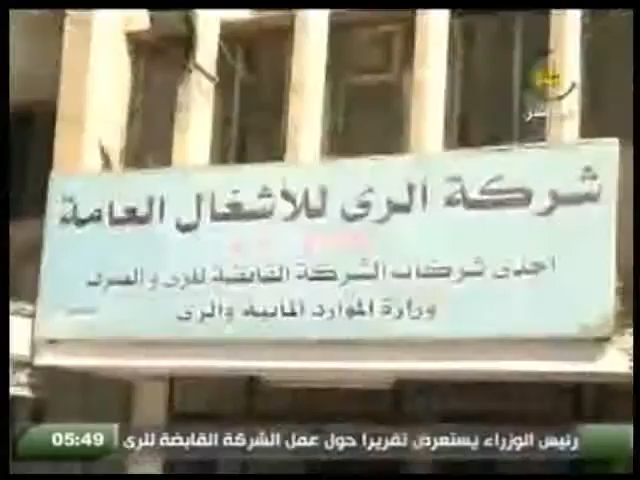 شركة الرى للأشغال العامة
احدى شركات الشركة القابضة للرى والصرف
وزارة الموارد المائية والرى
رئيس الوزراء يستعرض تقريرا حول عمل الشركة القابضة للرى
05:49